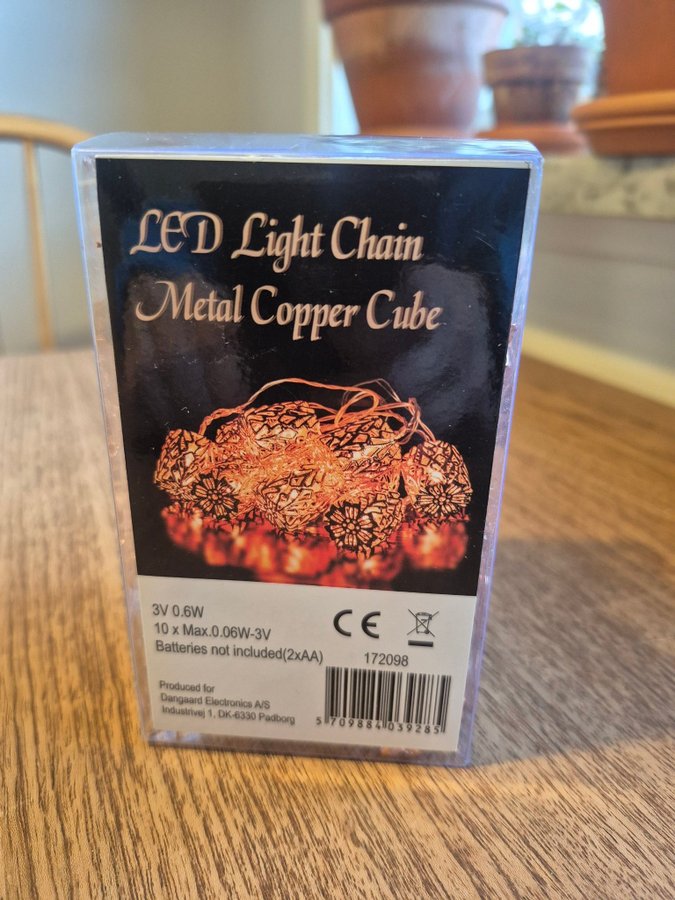 LED Light Chain
Metal Copper Cube
3V 0.6W
10 x Max.0.06W-3V
Batteries not included(2xAA)
CE
172098
Produced for
Dangaard Electronics A/S
Industrivej 1, DK-6330 Padborg
5 709884 039285